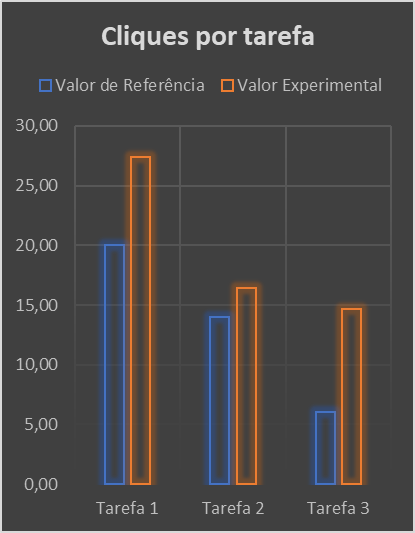 Cliques por tarefa
Valor de Referência Valor Experimental
30,00
25,00
20,00
15,00
10,00
5,00
0,00
Tarefa 1 Tarefa 2 Tarefa 3